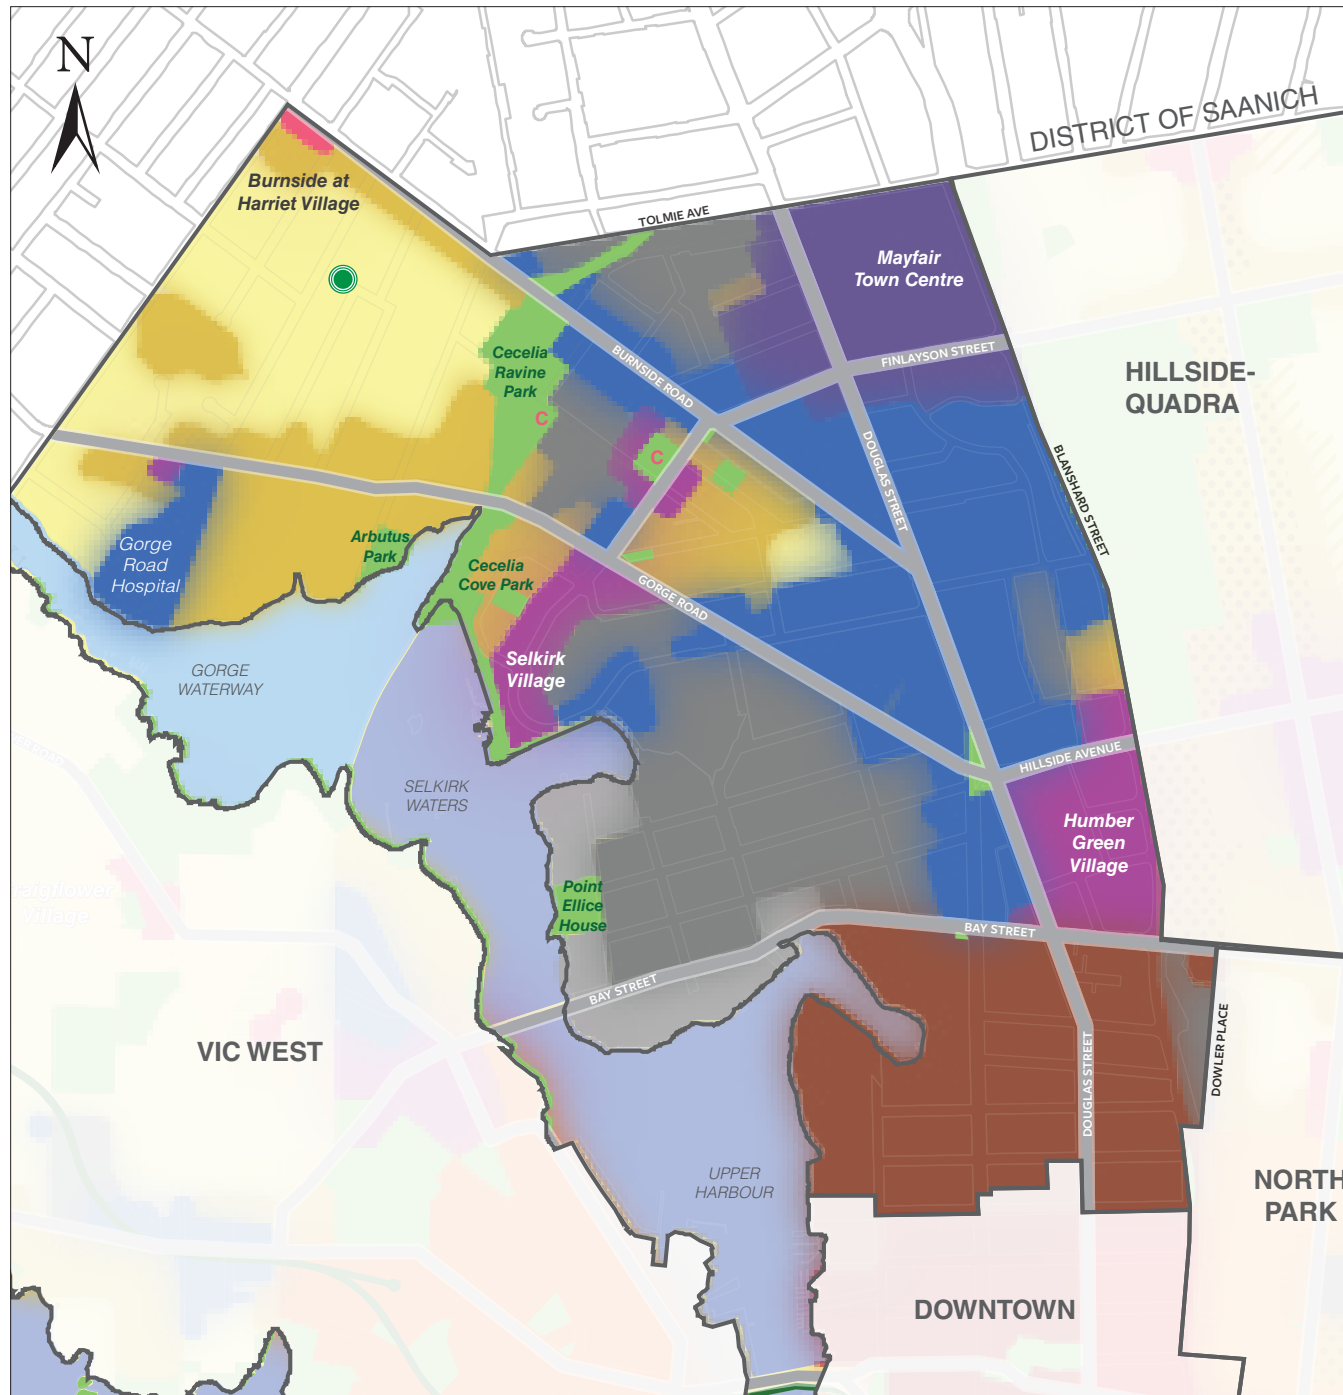 N
DISTRICT OF SAANICH
Burnside at
Harriet Village
TOLMIE AVE
Mayfair
Town Centre
FINLAYSON STREET
HILLSIDE-
QUADRA
Cecelia
Ravine
Park
BURNSIDE ROAD
C
C
DOUGLAS STREET
BLANSHARD STREET
Gorge
Road
Hospital
Arbutus
Park
Cecelia
Cove Park
GORGE ROAD
GORGE
WATERWAY
Selkirk
Village
HILLSIDE AVENUE
SELKIRK
WATERS
Humber
Green
Village
Craigflower
Village
Point
Ellice
House
BAY STREET
BAY STREET
VIC WEST
DOUGLAS STREET
DOWLER PLACE
UPPER
HARBOUR
NORTH
PARK
DOWNTOWN